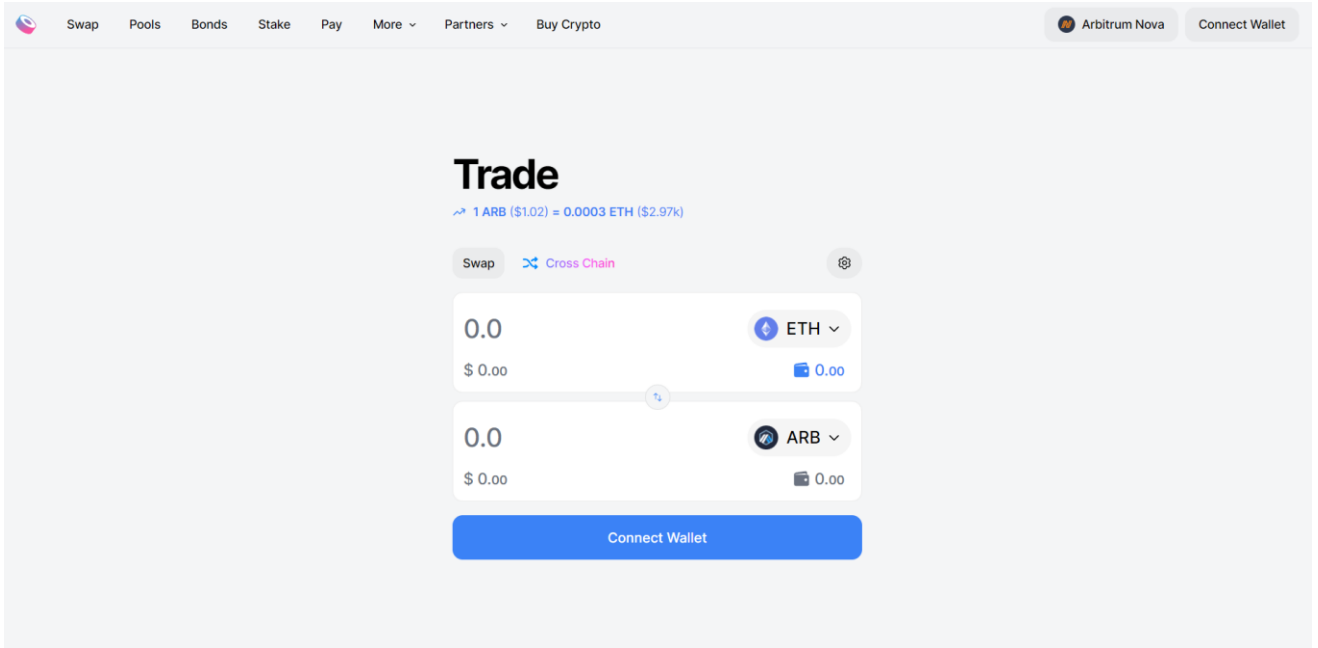 Swap Pools Bonds Stake Pay More Partners Buy Crypto Arbitrum Nova Connect Wallet
Trade
1 ARB ($1.02) = 0.0003 ETH ($2.97k)
Swap Cross Chain
0.0 ETH
$ 0.00 0.00
0.0 ARB
$ 0.00 0.00
Connect Wallet